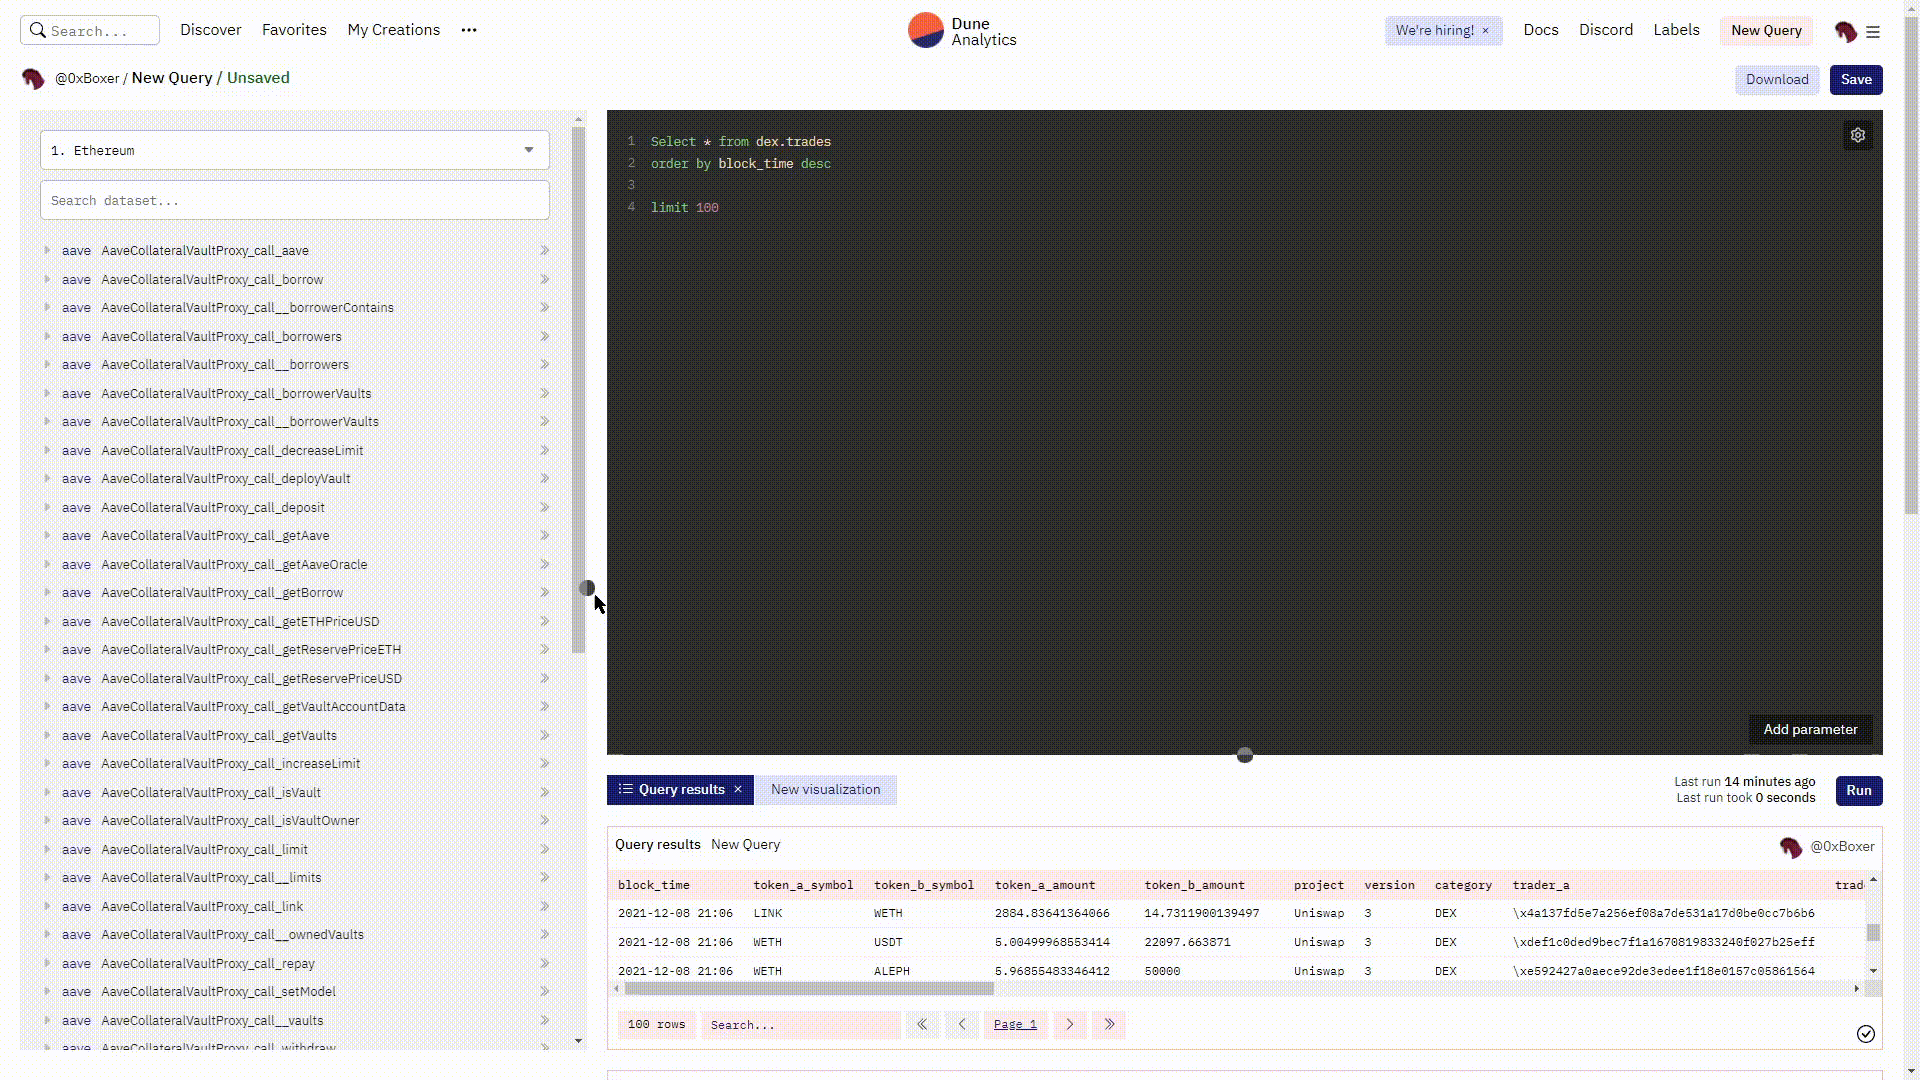 Search...
Discover
Favorites
My Creations
Dune
Analytics
We're hiring! ×
Docs
Discord
Labels
New Query
@0xBoxer / New Query / Unsaved
Download
Save
1. Ethereum
Search dataset...
aave AaveCollateralVaultProxy_call_aave
aave AaveCollateralVaultProxy_call_borrow
aave AaveCollateralVaultProxy_call__borrowerContains
aave AaveCollateralVaultProxy_call_borrowers
aave AaveCollateralVaultProxy_call__borrowers
aave AaveCollateralVaultProxy_call_borrowerVaults
aave AaveCollateralVaultProxy_call__borrowerVaults
aave AaveCollateralVaultProxy_call_decreaseLimit
aave AaveCollateralVaultProxy_call_deployVault
aave AaveCollateralVaultProxy_call_deposit
aave AaveCollateralVaultProxy_call_getAave
aave AaveCollateralVaultProxy_call_getAaveOracle
aave AaveCollateralVaultProxy_call_getBorrow
aave AaveCollateralVaultProxy_call_getETHPriceUSD
aave AaveCollateralVaultProxy_call_getReservePriceETH
aave AaveCollateralVaultProxy_call_getReservePriceUSD
aave AaveCollateralVaultProxy_call_getVaultAccountData
aave AaveCollateralVaultProxy_call_getVaults
aave AaveCollateralVaultProxy_call_increaseLimit
aave AaveCollateralVaultProxy_call_isVault
aave AaveCollateralVaultProxy_call_isVaultOwner
aave AaveCollateralVaultProxy_call_limit
aave AaveCollateralVaultProxy_call__limits
aave AaveCollateralVaultProxy_call_link
aave AaveCollateralVaultProxy_call__ownedVaults
aave AaveCollateralVaultProxy_call_repay
aave AaveCollateralVaultProxy_call_setModel
aave AaveCollateralVaultProxy_call__vaults
aave AaveCollateralVaultProxy_call_withdraw
1 Select * from dex.trades
2 order by block_time desc
3
4 limit 100
Add parameter
Query results ×
New visualization
Last run 14 minutes ago
Last run took 0 seconds
Run
Query results New Query
@0xBoxer
block_time token_a_symbol token_b_symbol token_a_amount token_b_amount project version category trader_a trad
2021-12-08 21:06 LINK WETH 2884.83641364066 14.7311900139497 Uniswap 3 DEX \x4a137fd5e7a256ef08a7de531a17d0be0cc7b6b6
2021-12-08 21:06 WETH USDT 5.00499968553414 22097.663871 Uniswap 3 DEX \xdef1c0ded9bec7f1a1670819833240f027b25eff
2021-12-08 21:06 WETH ALEPH 5.96855483346412 50000 Uniswap 3 DEX \xe592427a0aece92de3edee1f18e0157c05861564
100 rows
Search...
Page 1